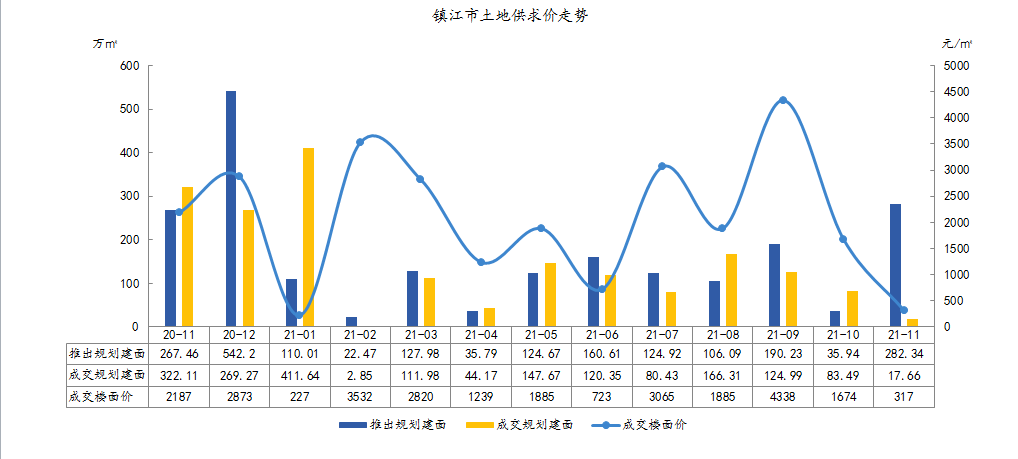 镇江市土地供求价走势
万㎡ 元/㎡
600 5000
4500
500 4000
400 3500
3000
300 2500
200 2000
1500
100 1000
500
0 0
20-11 20-12 21-01 21-02 21-03 21-04 21-05 21-06 21-07 21-08 21-09 21-10 21-11
推出规划建面 267.46 542.2 110.01 22.47 127.98 35.79 124.67 160.61 124.92 106.09 190.23 35.94 282.34
成交规划建面 322.11 269.27 411.64 2.85 111.98 44.17 147.67 120.35 80.43 166.31 124.99 83.49 17.66
成交楼面价 2187 2873 227 3532 2820 1239 1885 723 3065 1885 4338 1674 317
推出规划建面 成交规划建面 成交楼面价